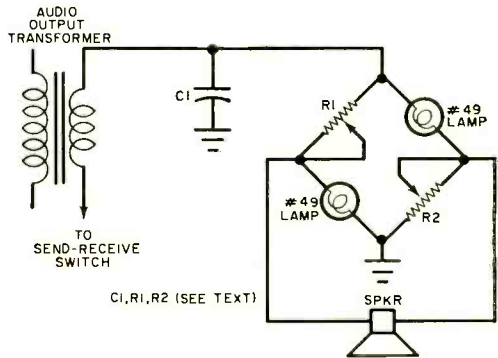 AUDIO
OUTPUT
TRANSFORMER
C1
R1
#49
LAMP
#49
LAMP
R2
TO
SEND-RECEIVE
SWITCH
C1,R1,R2 (SEE TEXT)
SPKR